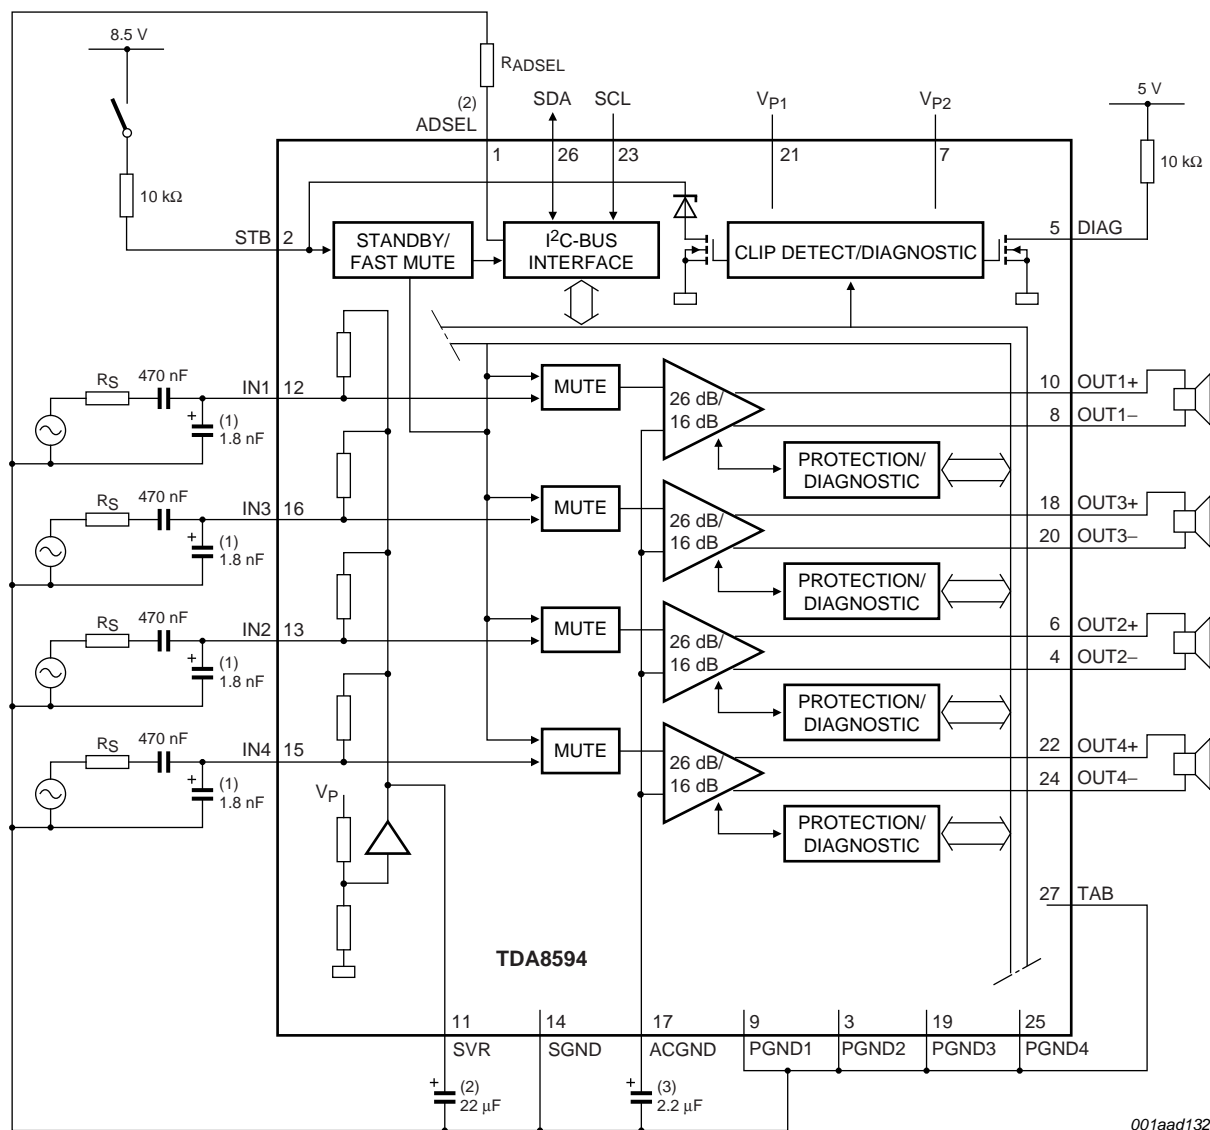 8.5 V
RADSEL
(2)
ADSEL
SDA
SCL
VP1
VP2
5 V
1
26
23
21
7
10 kΩ
10 kΩ
STB 2
STANDBY/
FAST MUTE
I2C-BUS
INTERFACE
CLIP DETECT/DIAGNOSTIC
5 DIAG
RS
470 nF
IN1 12
+ (1)
1.8 nF
MUTE
26 dB/
16 dB
10 OUT1+
8 OUT1−
PROTECTION/
DIAGNOSTIC
RS
470 nF
IN3 16
+ (1)
1.8 nF
MUTE
26 dB/
16 dB
18 OUT3+
20 OUT3−
PROTECTION/
DIAGNOSTIC
RS
470 nF
IN2 13
+ (1)
1.8 nF
MUTE
26 dB/
16 dB
6 OUT2+
4 OUT2−
PROTECTION/
DIAGNOSTIC
RS
470 nF
IN4 15
+ (1)
1.8 nF
MUTE
26 dB/
16 dB
22 OUT4+
24 OUT4−
VP
PROTECTION/
DIAGNOSTIC
27 TAB
TDA8594
11
14
17
9
3
19
25
SVR
SGND
ACGND
PGND1
PGND2
PGND3
PGND4
+ (2)
22 μF
+ (3)
2.2 μF
001aad132